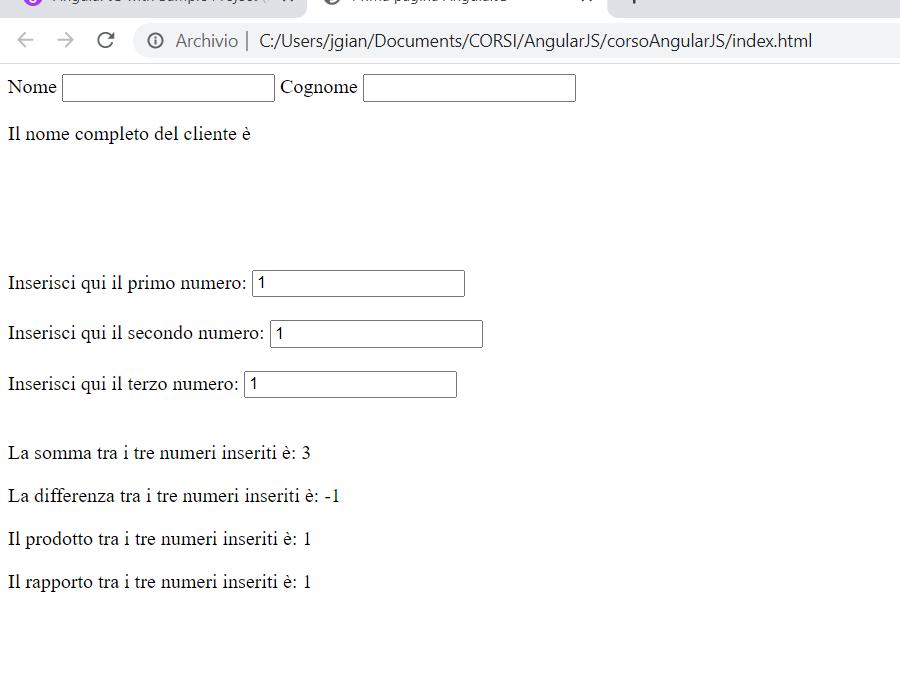 Archivio | C:/Users/jgian/Documents/CORSI/AngularJS/corsoAngularJS/index.html
Nome Cognome
Il nome completo del cliente è
Inserisci qui il primo numero: 1
Inserisci qui il secondo numero: 1
Inserisci qui il terzo numero: 1
La somma tra i tre numeri inseriti è: 3
La differenza tra i tre numeri inseriti è: -1
Il prodotto tra i tre numeri inseriti è: 1
Il rapporto tra i tre numeri inseriti è: 1